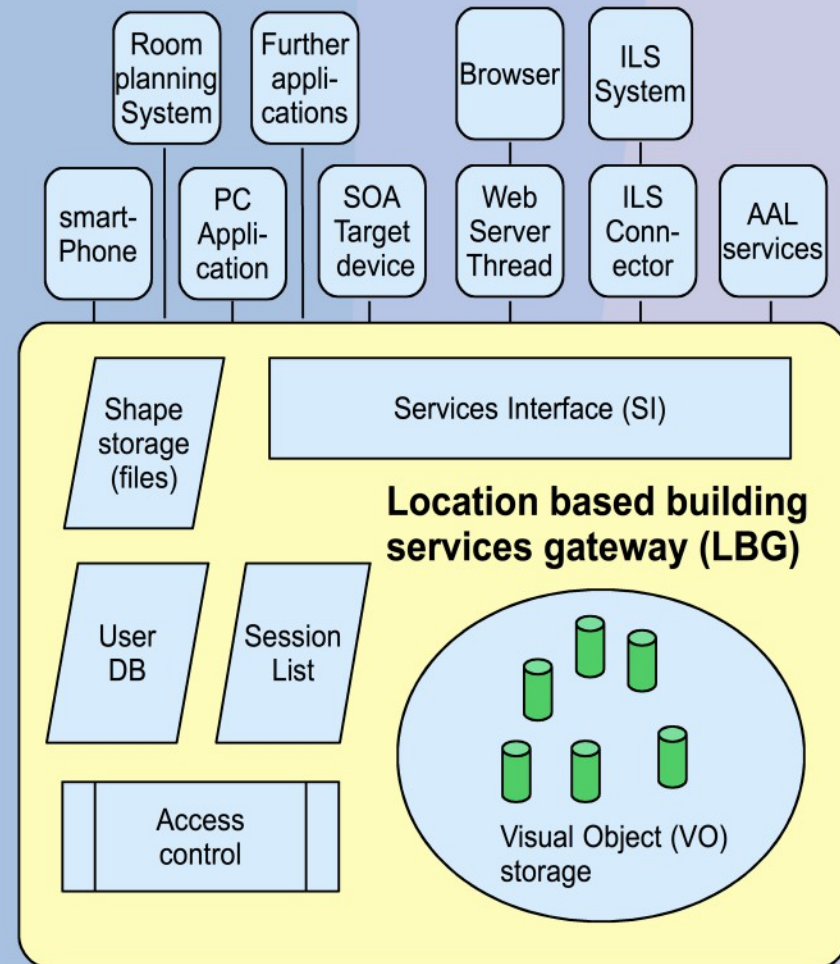 Room
planning
System
Further
appli-
cations
Browser
ILS
System
smart-
Phone
PC
Appli-
cation
SOA
Target
device
Web
Server
Thread
ILS
Conn-
ector
AAL
services
Shape
storage
(files)
Services Interface (SI)
Location based building
services gateway (LBG)
User
DB
Session
List
Access
control
Visual Object (VO)
storage